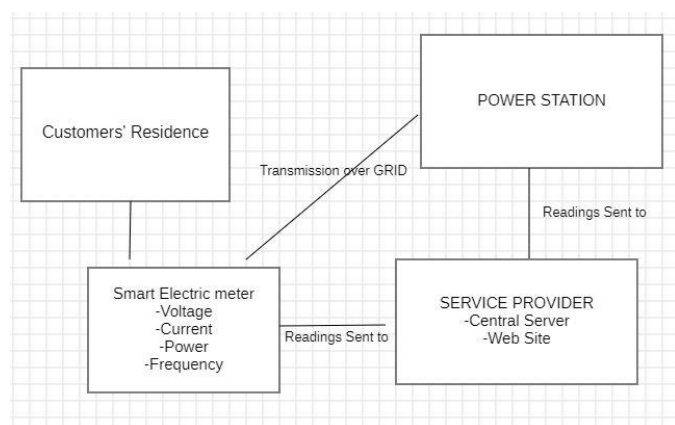 POWER STATION
Customers' Residence
Transmission over GRID
Readings Sent to
Smart Electric meter
-Voltage
-Current
-Power
-Frequency
Readings Sent to
SERVICE PROVIDER
-Central Server
-Web Site